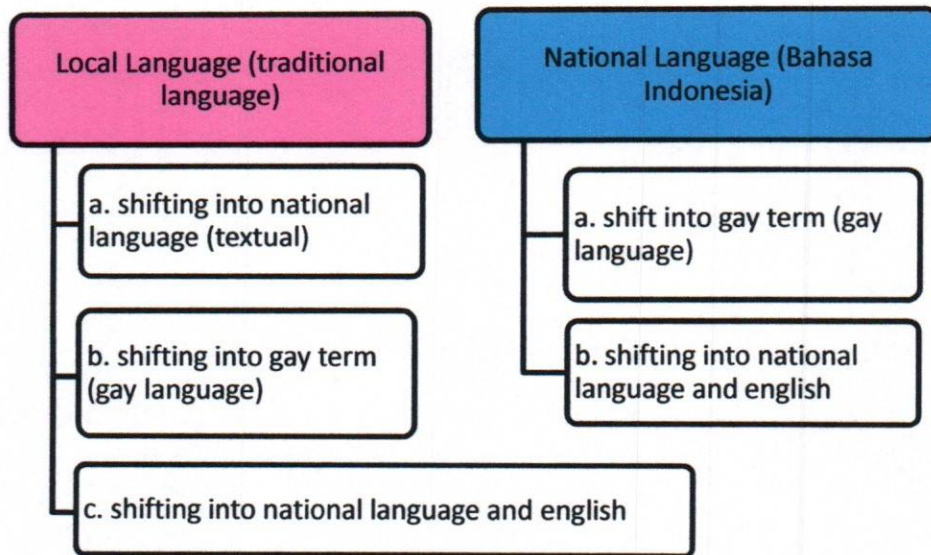 Local Language (traditional
language)
a. shifting into national
language (textual)
b. shifting into gay term
(gay language)
c. shifting into national language and english
National Language (Bahasa
Indonesia)
a. shift into gay term (gay
language)
b. shifting into national
language and english